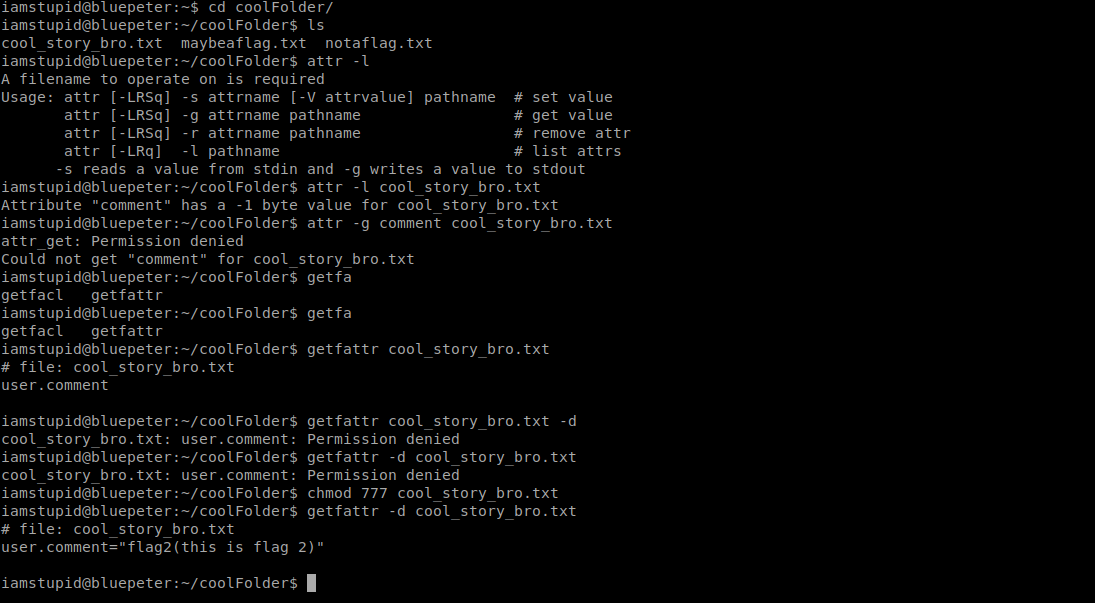 iamstupid@bluepeter:~$ cd coolFolder/
iamstupid@bluepeter:~/coolFolder$ ls
cool_story_bro.txt  maybeaflag.txt  notaflag.txt
iamstupid@bluepeter:~/coolFolder$ attr -l
A filename to operate on is required
Usage: attr [-LRSq] -s attrname [-V attrvalue] pathname  # set value
       attr [-LRSq] -g attrname pathname                 # get value
       attr [-LRSq] -r attrname pathname                 # remove attr
       attr [-LRq]  -l pathname                          # list attrs
      -s reads a value from stdin and -g writes a value to stdout
iamstupid@bluepeter:~/coolFolder$ attr -l cool_story_bro.txt
Attribute "comment" has a -1 byte value for cool_story_bro.txt
iamstupid@bluepeter:~/coolFolder$ attr -g comment cool_story_bro.txt
attr_get: Permission denied
Could not get "comment" for cool_story_bro.txt
iamstupid@bluepeter:~/coolFolder$ getfa
getfacl   getfattr
iamstupid@bluepeter:~/coolFolder$ getfa
getfacl   getfattr
iamstupid@bluepeter:~/coolFolder$ getfattr cool_story_bro.txt
# file: cool_story_bro.txt
user.comment

iamstupid@bluepeter:~/coolFolder$ getfattr cool_story_bro.txt -d
cool_story_bro.txt: user.comment: Permission denied
iamstupid@bluepeter:~/coolFolder$ getfattr -d cool_story_bro.txt
cool_story_bro.txt: user.comment: Permission denied
iamstupid@bluepeter:~/coolFolder$ chmod 777 cool_story_bro.txt
iamstupid@bluepeter:~/coolFolder$ getfattr -d cool_story_bro.txt
# file: cool_story_bro.txt
user.comment="flag2(this is flag 2)"

iamstupid@bluepeter:~/coolFolder$